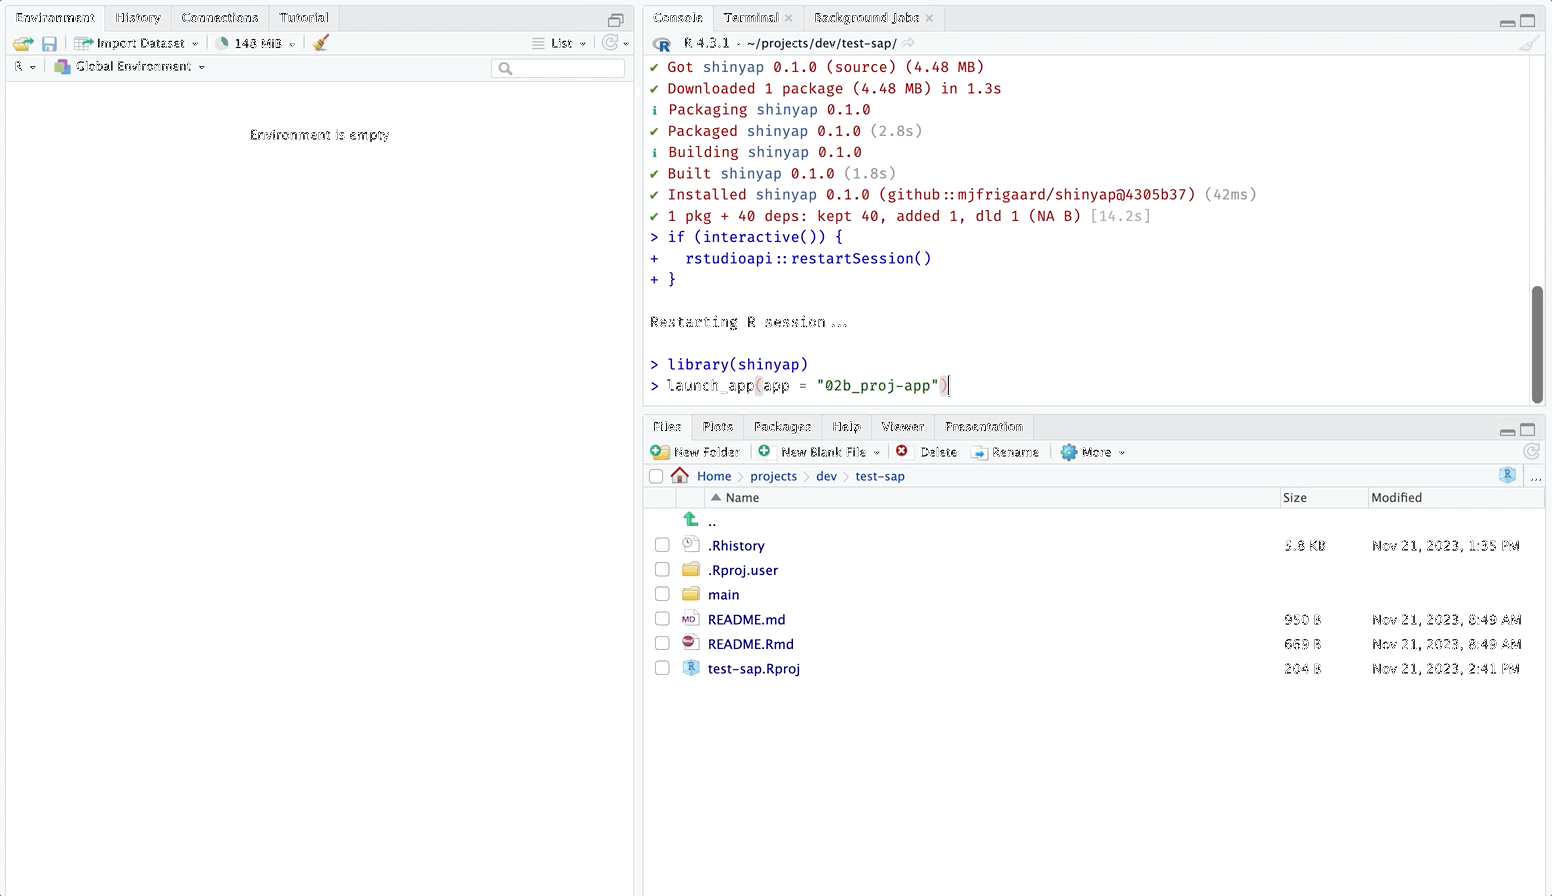 Environment History Connections Tutorial
Import Dataset 143 MiB List
R Global Environment
Environment is empty
Console Terminal Background Jobs
R 4.3.1 · ~/projects/dev/test-sap/
✔ Got shinyap 0.1.0 (source) (4.48 MB)
✔ Downloaded 1 package (4.48 MB) in 1.3s
ℹ Packaging shinyap 0.1.0
✔ Packaged shinyap 0.1.0 (2.8s)
ℹ Building shinyap 0.1.0
✔ Built shinyap 0.1.0 (1.8s)
✔ Installed shinyap 0.1.0 (github::mjfrigaard/shinyap@4305b37) (42ms)
✔ 1 pkg + 40 deps: kept 40, added 1, dld 1 (NA B) [14.2s]
> if (interactive()) {
+   rstudioapi::restartSession()
+ }
Restarting R session...
> library(shinyap)
> launch_app(app = "02b_proj-app")
Files Plots Packages Help Viewer Presentation
New Folder New Blank File Delete Rename More
Home projects dev test-sap R ...
Name Size Modified
..
.Rhistory 5.8 KB Nov 21, 2023, 1:35 PM
.Rproj.user
main
MD README.md 950 B Nov 21, 2023, 8:49 AM
README.Rmd 669 B Nov 21, 2023, 8:49 AM
R test-sap.Rproj 204 B Nov 21, 2023, 2:41 PM